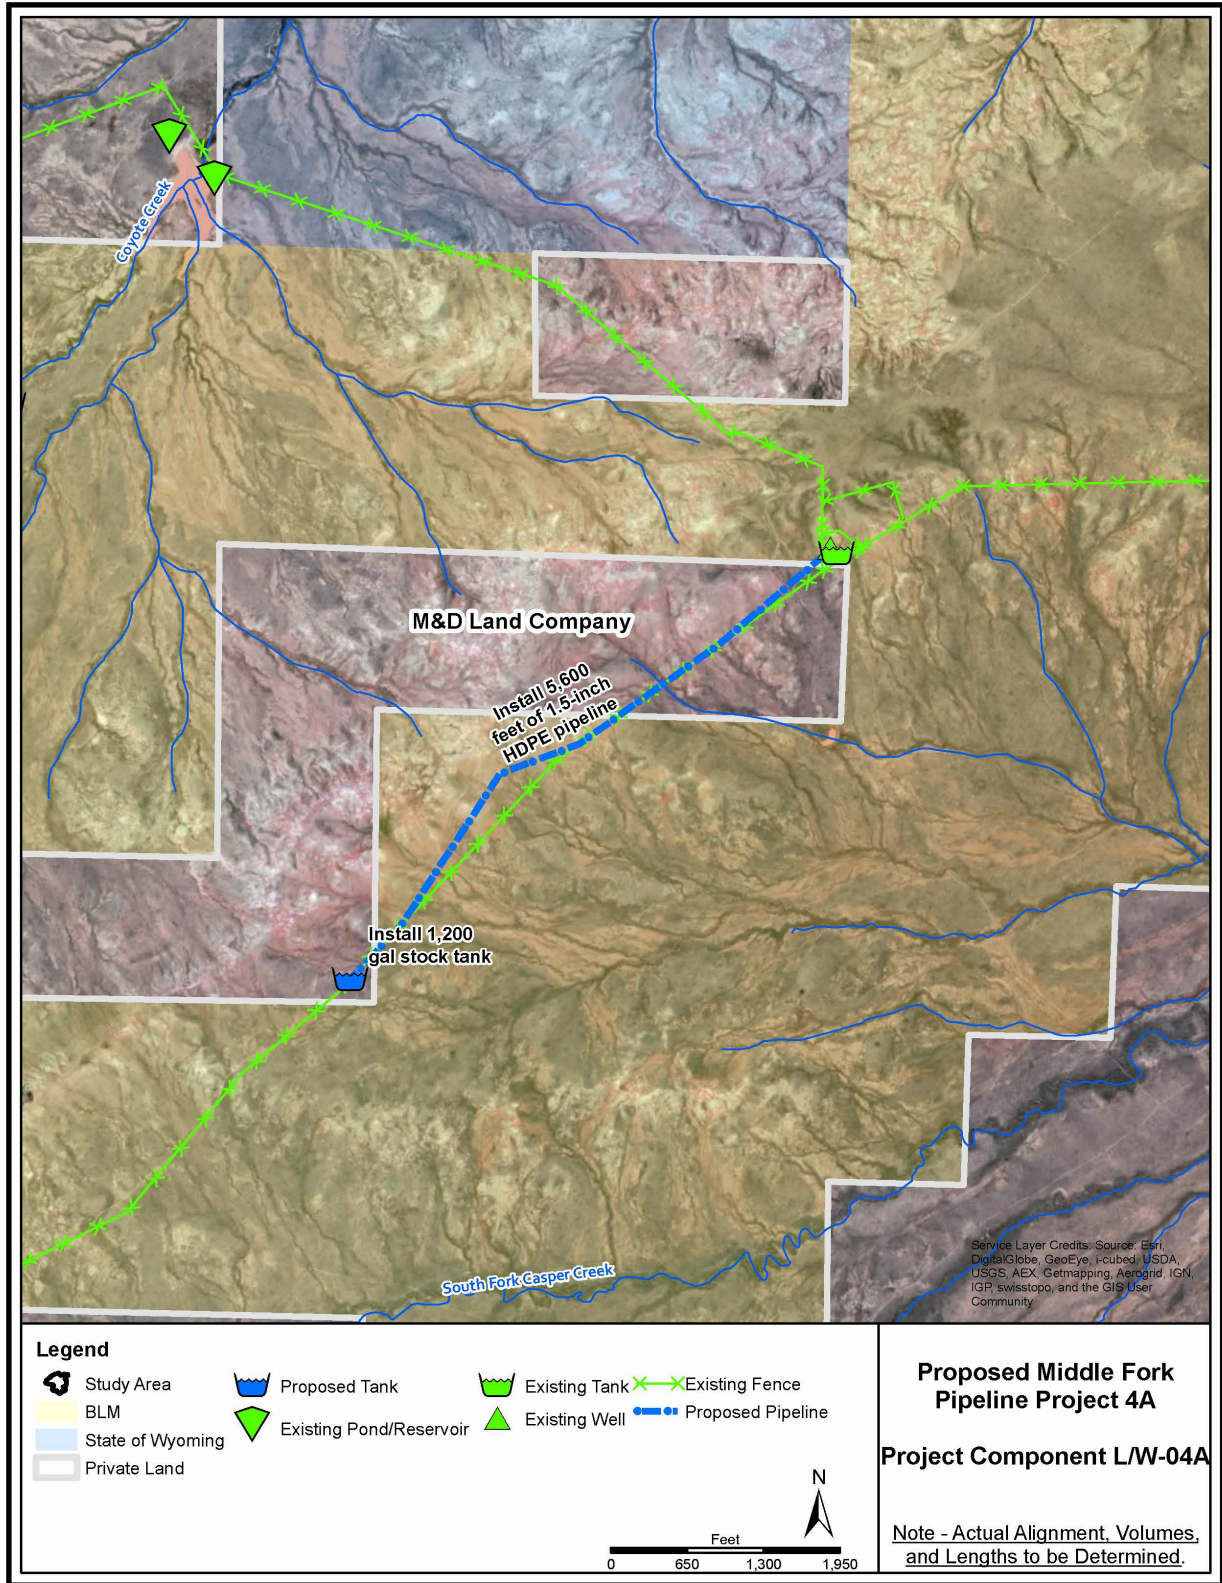 Coyote Creek
M&D Land Company
Install 5,600
feet of 1.5-inch
HDPE pipeline
Install 1,200
gal stock tank
South Fork Casper Creek
Service Layer Credits: Source: Esri,
DigitalGlobe, GeoEye, i-cubed, USDA,
USGS, AEX, Getmapping, Aerogrid, IGN,
IGP, swisstopo, and the GIS User
Community
Legend
Study Area
BLM
State of Wyoming
Private Land
Proposed Tank
Existing Pond/Reservoir
Existing Tank
Existing Well
Existing Fence
Proposed Pipeline
N
Feet
0 650 1,300 1,950
Proposed Middle Fork
Pipeline Project 4A
Project Component L/W-04A
Note - Actual Alignment, Volumes,
and Lengths to be Determined.